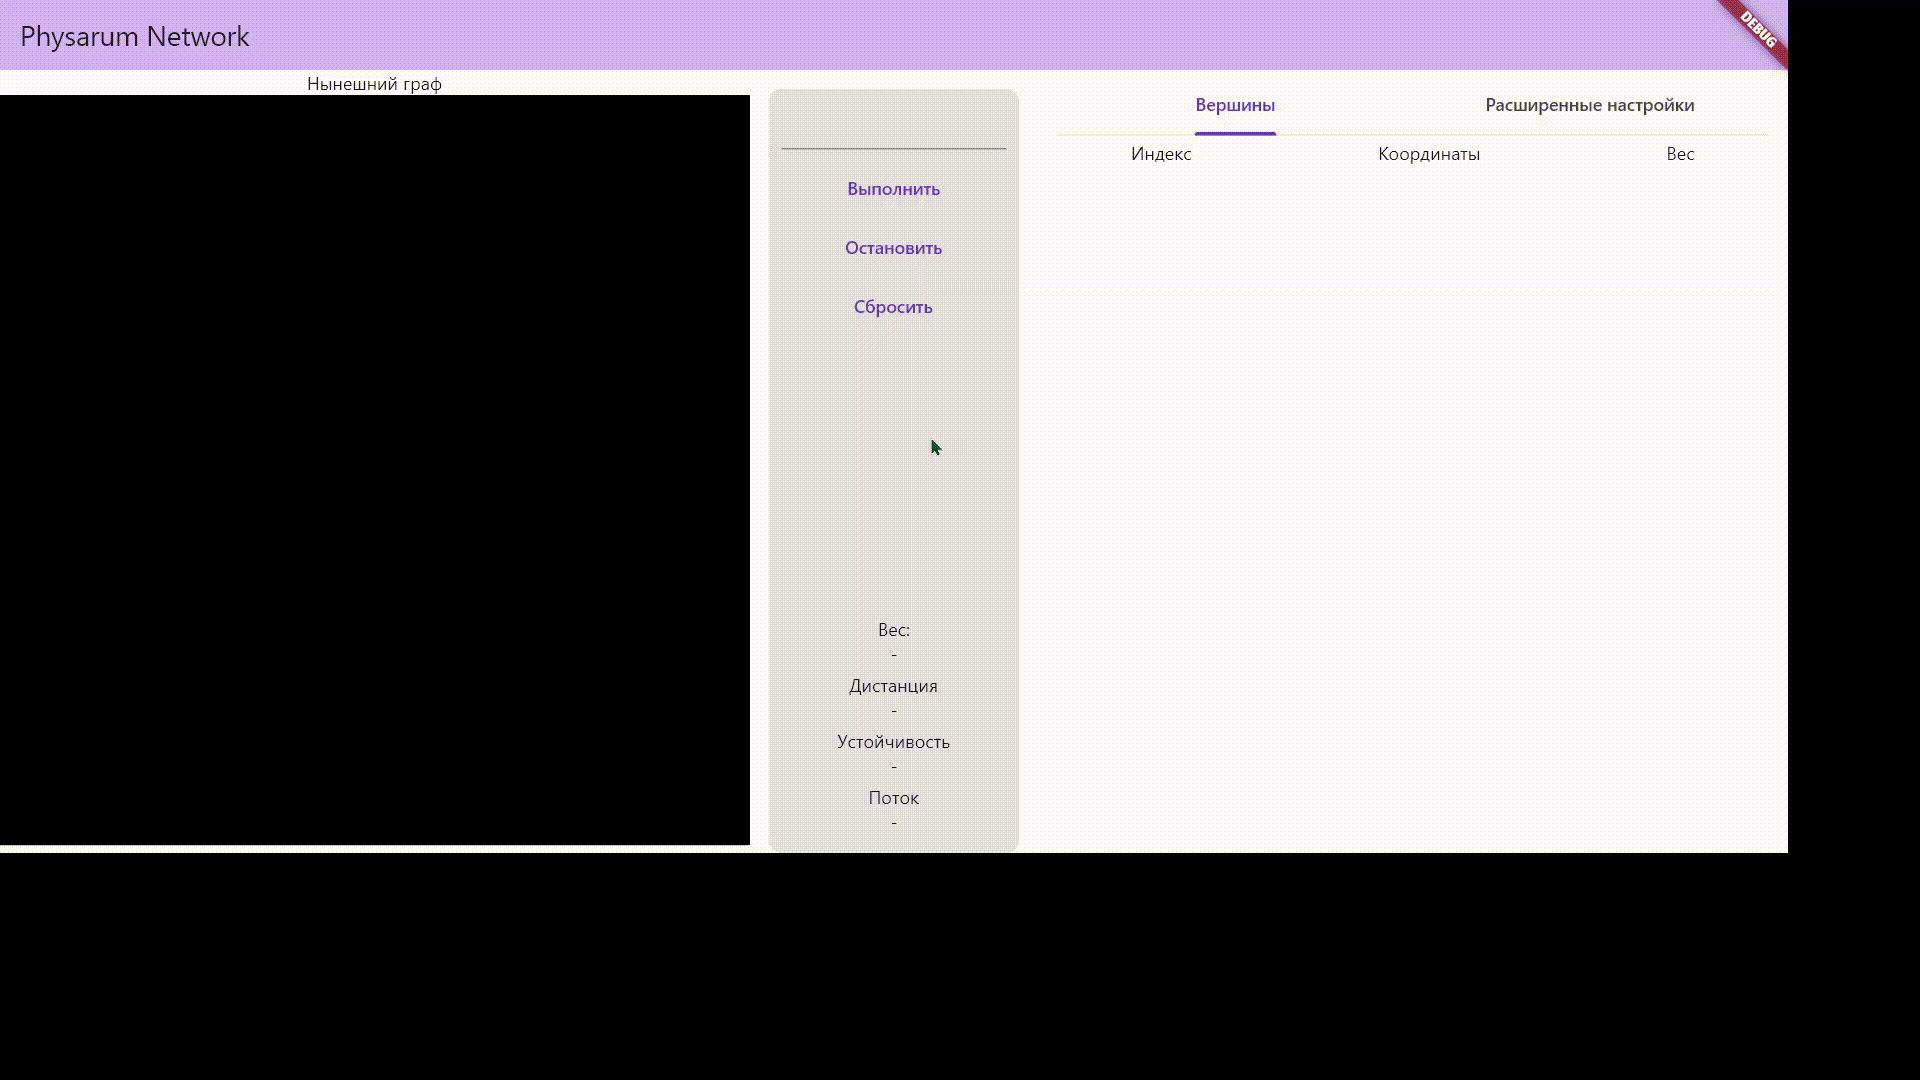 Physarum Network
DEBUG
Нынешний граф
Выполнить
Остановить
Сбросить
Вес:
-
Дистанция
-
Устойчивость
-
Поток
-
Вершины
Расширенные настройки
Индекс
Координаты
Вес